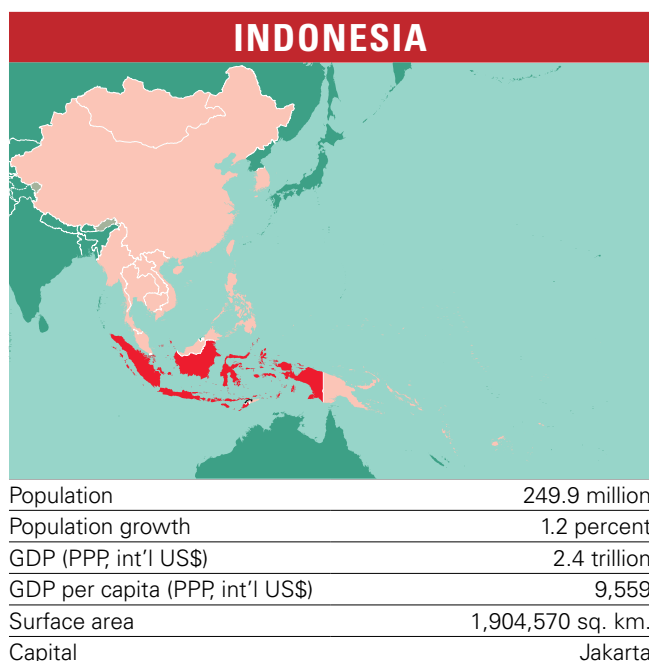 INDONESIA
Population 249.9 million
Population growth 1.2 percent
GDP (PPP, int'l US$) 2.4 trillion
GDP per capita (PPP, int'l US$) 9,559
Surface area 1,904,570 sq. km.
Capital Jakarta